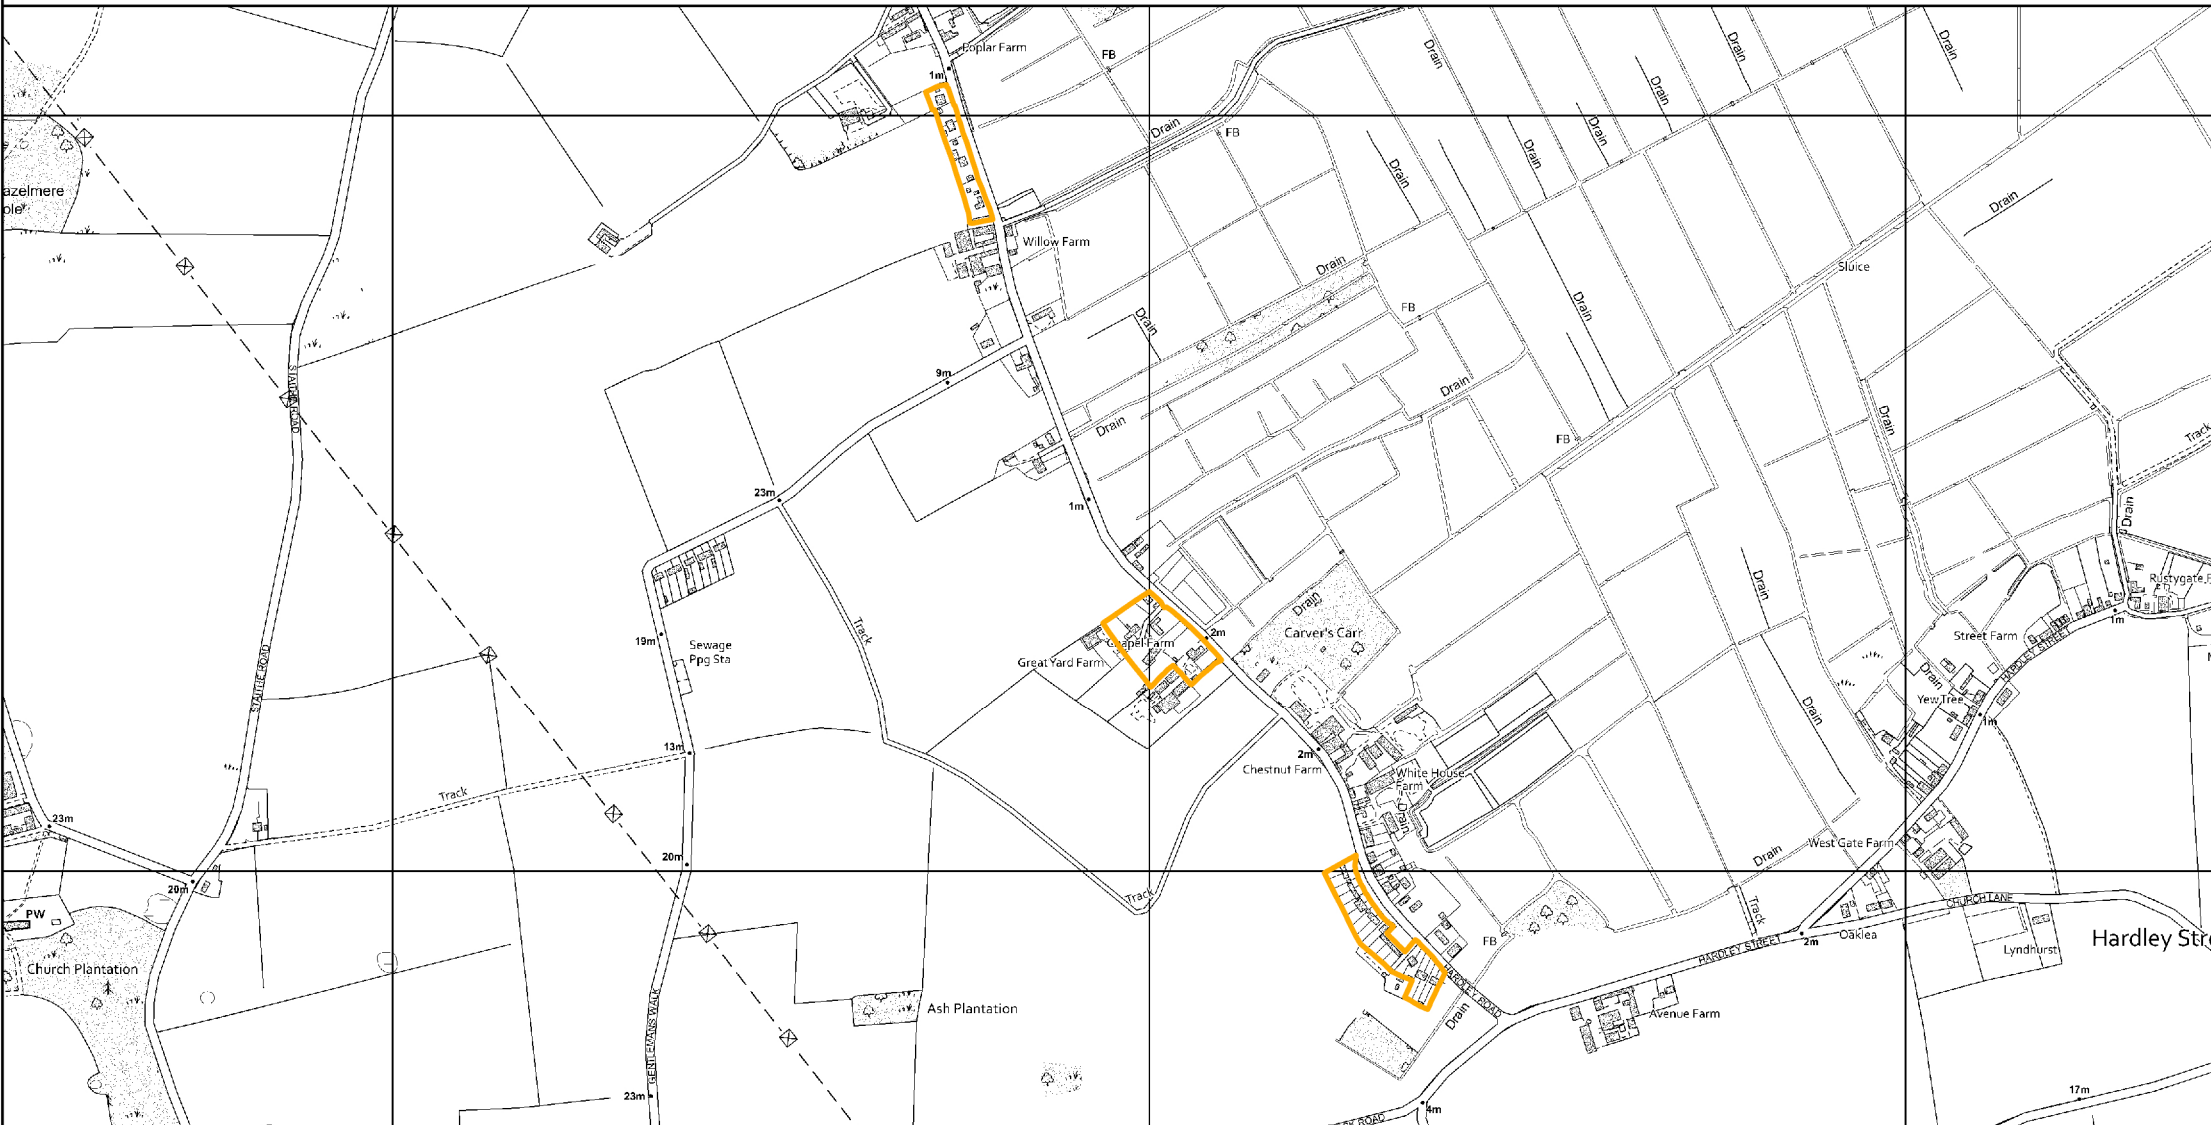 Poplar Farm
FB
Drain
Drain
Drain
1m
Drain
Drain
FB
Drain
Drain
Drain
azelmere
ole
Drain
Willow Farm
Drain
Sluice
Drain
FB
Drain
9m
STAITHE ROAD
Drain
Drain
Drain
FB
Track
23m
1m
Drain
Drain
Rustygate
Drain
Track
Carver's Carr
2m
1m
19m
Sewage
Ppg Sta
Chapel Farm
Great Yard Farm
Street Farm
HARDLEY STREET
Drain
STAITHE ROAD
Yew Tree
1m
Drain
13m
2m
Chestnut Farm
White House
Farm
Track
Drain
23m
West Gate Farm
Drain
20m
20m
Track
CHURCH LANE
Track
PW
FB
HARDLEY STREET
2m
Oaklea
Hardley Str
Lyndhurst
Church Plantation
HARDLEY ROAD
Ash Plantation
Drain
Avenue Farm
GENTLEMANS WALK
23m
17m
4m
ROAD